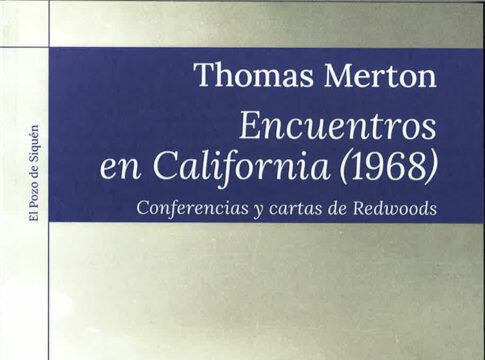 Thomas Merton
Encuentros
en California (1968)
Conferencias y cartas de Redwoods
El Pozo de Siquén